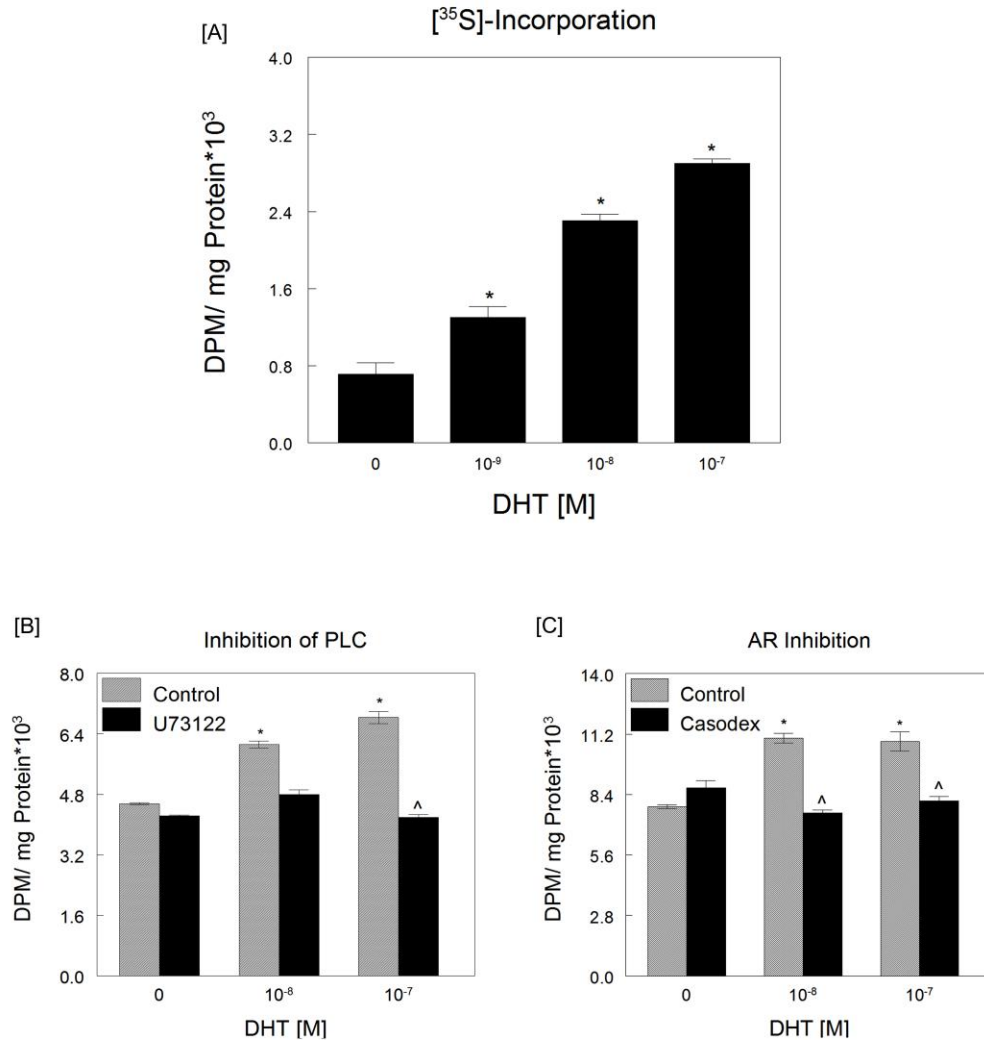 [A]
[³⁵S]-Incorporation
DPM/ mg Protein*10³
4.0
3.2
2.4
1.6
0.8
0.0
*
*
*
0
10⁻⁹
10⁻⁸
10⁻⁷
DHT [M]
[B]
Inhibition of PLC
DPM/ mg Protein*10³
8.0
6.4
4.8
3.2
1.6
0.0
Control
U73122
*
*
^
0
10⁻⁸
10⁻⁷
DHT [M]
[C]
AR Inhibition
DPM/ mg Protein*10³
14.0
11.2
8.4
5.6
2.8
0.0
Control
Casodex
*
*
^
^
0
10⁻⁸
10⁻⁷
DHT [M]